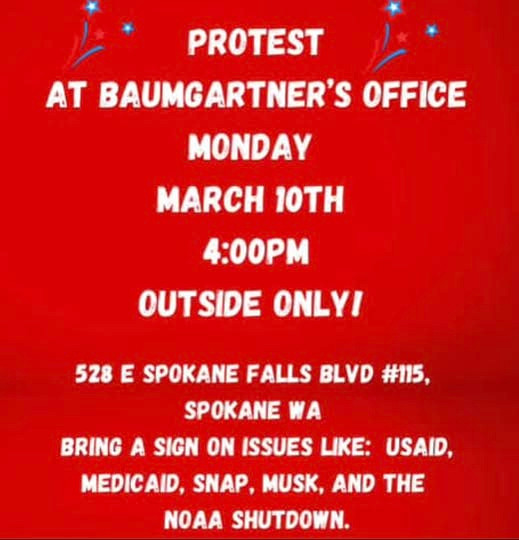 PROTEST
AT BAUMGARTNER'S OFFICE
MONDAY
MARCH 10TH
4:00PM
OUTSIDE ONLY!
528 E SPOKANE FALLS BLVD #115,
SPOKANE WA
BRING A SIGN ON ISSUES LIKE: USAID,
MEDICAID, SNAP, MUSK, AND THE
NOAA SHUTDOWN.